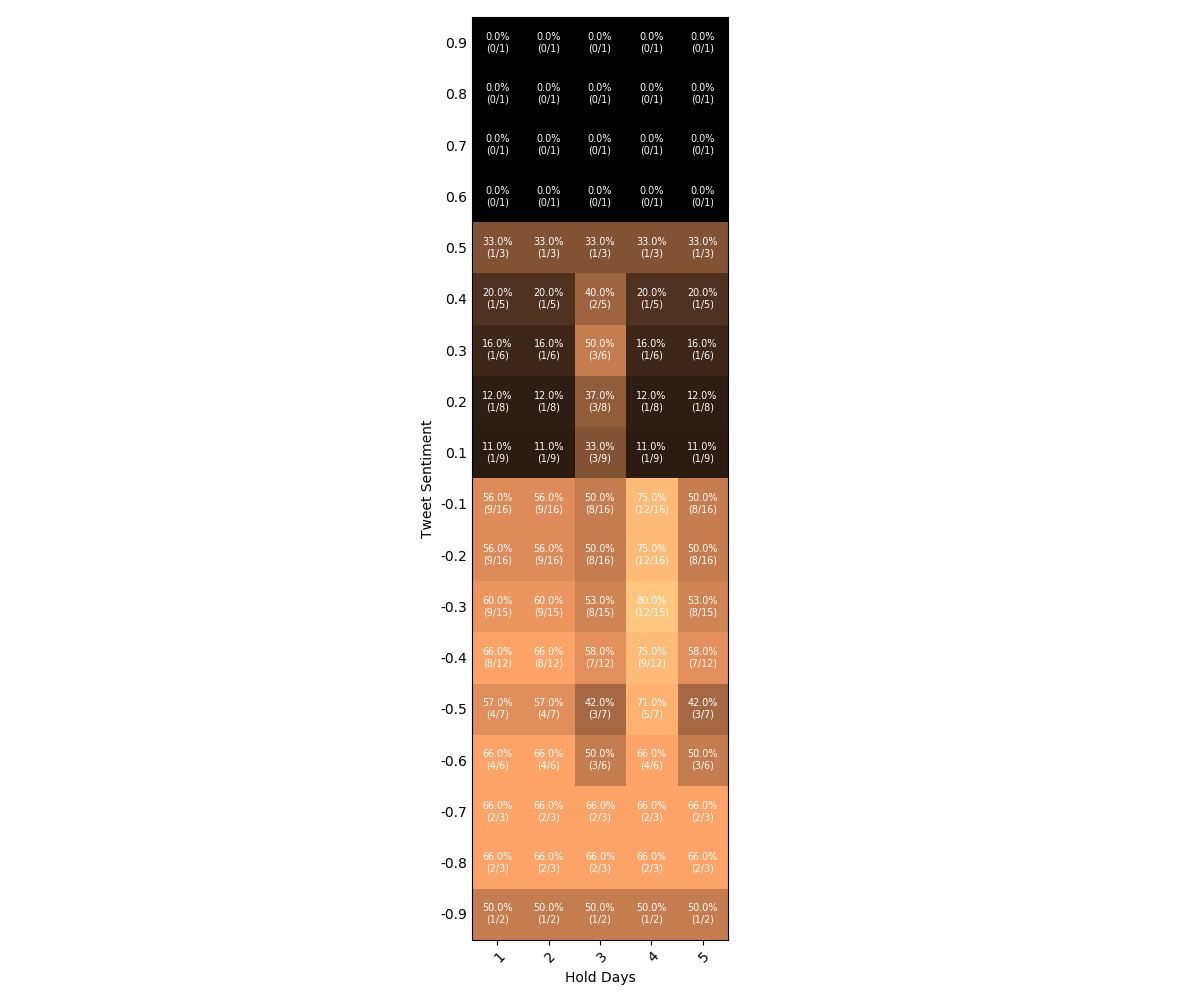 0.9
0.0% 0.0% 0.0% 0.0% 0.0%
(0/1) (0/1) (0/1) (0/1) (0/1)
0.8
0.0% 0.0% 0.0% 0.0% 0.0%
(0/1) (0/1) (0/1) (0/1) (0/1)
0.7
0.0% 0.0% 0.0% 0.0% 0.0%
(0/1) (0/1) (0/1) (0/1) (0/1)
0.6
0.0% 0.0% 0.0% 0.0% 0.0%
(0/1) (0/1) (0/1) (0/1) (0/1)
0.5
33.0% 33.0% 33.0% 33.0% 33.0%
(1/3) (1/3) (1/3) (1/3) (1/3)
0.4
20.0% 20.0% 40.0% 20.0% 20.0%
(1/5) (1/5) (2/5) (1/5) (1/5)
0.3
16.0% 16.0% 50.0% 16.0% 16.0%
(1/6) (1/6) (3/6) (1/6) (1/6)
0.2
12.0% 12.0% 37.0% 12.0% 12.0%
(1/8) (1/8) (3/8) (1/8) (1/8)
0.1
11.0% 11.0% 33.0% 11.0% 11.0%
(1/9) (1/9) (3/9) (1/9) (1/9)
-0.1
56.0% 56.0% 50.0% 75.0% 50.0%
(9/16) (9/16) (8/16) (12/16) (8/16)
-0.2
56.0% 56.0% 50.0% 75.0% 50.0%
(9/16) (9/16) (8/16) (12/16) (8/16)
-0.3
60.0% 60.0% 53.0% 80.0% 53.0%
(9/15) (9/15) (8/15) (12/15) (8/15)
-0.4
66.0% 66.0% 58.0% 75.0% 58.0%
(8/12) (8/12) (7/12) (9/12) (7/12)
-0.5
57.0% 57.0% 42.0% 71.0% 42.0%
(4/7) (4/7) (3/7) (5/7) (3/7)
-0.6
66.0% 66.0% 50.0% 66.0% 50.0%
(4/6) (4/6) (3/6) (4/6) (3/6)
-0.7
66.0% 66.0% 66.0% 66.0% 66.0%
(2/3) (2/3) (2/3) (2/3) (2/3)
-0.8
66.0% 66.0% 66.0% 66.0% 66.0%
(2/3) (2/3) (2/3) (2/3) (2/3)
-0.9
50.0% 50.0% 50.0% 50.0% 50.0%
(1/2) (1/2) (1/2) (1/2) (1/2)
Tweet Sentiment
1 2 3 4 5
Hold Days